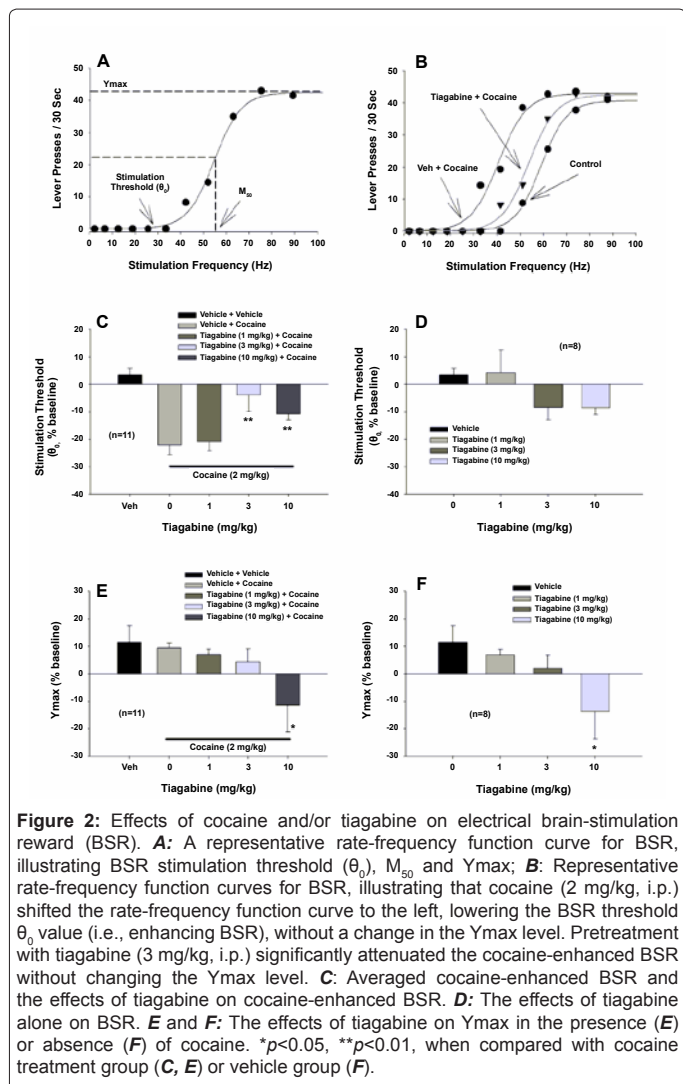 A
Ymax
Lever Presses / 30 Sec
50
40
30
20
10
0
Stimulation
Threshold (θ0)
M50
0 10 20 30 40 50 60 70 80 90 100
Stimulation Frequency (Hz)
B
Lever Presses / 30 Sec
50
40
30
20
10
0
Tiagabine + Cocaine
Veh + Cocaine
Control
0 10 20 30 40 50 60 70 80 90 100
Stimulation Frequency (Hz)
C
Vehicle + Vehicle
Vehicle + Cocaine
Tiagabine (1 mg/kg) + Cocaine
Tiagabine (3 mg/kg) + Cocaine
Tiagabine (10 mg/kg) + Cocaine
Stimulation Threshold
(θ0, % baseline)
20
10
0
-10
-20
-30
-40
(n=11)
**
**
Cocaine (2 mg/kg)
Veh 0 1 3 10
Tiagabine (mg/kg)
D
(n=8)
Stimulation Threshold
(θ0, % baseline)
20
10
0
-10
-20
-30
-40
Vehicle
Tiagabine (1 mg/kg)
Tiagabine (3 mg/kg)
Tiagabine (10 mg/kg)
0 1 3 10
Tiagabine (mg/kg)
E
Vehicle + Vehicle
Vehicle + Cocaine
Tiagabine (1 mg/kg) + Cocaine
Tiagabine (3 mg/kg) + Cocaine
Tiagabine (10 mg/kg) + Cocaine
Ymax (% baseline)
30
20
10
0
-10
-20
-30
(n=11)
*
Cocaine (2 mg/kg)
Veh 0 1 3 10
Tiagabine (mg/kg)
F
Vehicle
Tiagabine (1 mg/kg)
Tiagabine (3 mg/kg)
Tiagabine (10 mg/kg)
Ymax (% baseline)
30
20
10
0
-10
-20
-30
(n=8)
*
0 1 3 10
Tiagabine (mg/kg)
Figure 2: Effects of cocaine and/or tiagabine on electrical brain-stimulation
reward (BSR). A: A representative rate-frequency function curve for BSR,
illustrating BSR stimulation threshold (θ0), M50 and Ymax; B: Representative
rate-frequency function curves for BSR, illustrating that cocaine (2 mg/kg, i.p.)
shifted the rate-frequency function curve to the left, lowering the BSR threshold
θ0 value (i.e., enhancing BSR), without a change in the Ymax level. Pretreatment
with tiagabine (3 mg/kg, i.p.) significantly attenuated the cocaine-enhanced BSR
without changing the Ymax level. C: Averaged cocaine-enhanced BSR and
the effects of tiagabine on cocaine-enhanced BSR. D: The effects of tiagabine
alone on BSR. E and F: The effects of tiagabine on Ymax in the presence (E)
or absence (F) of cocaine. *p<0.05, **p<0.01, when compared with cocaine
treatment group (C, E) or vehicle group (F).